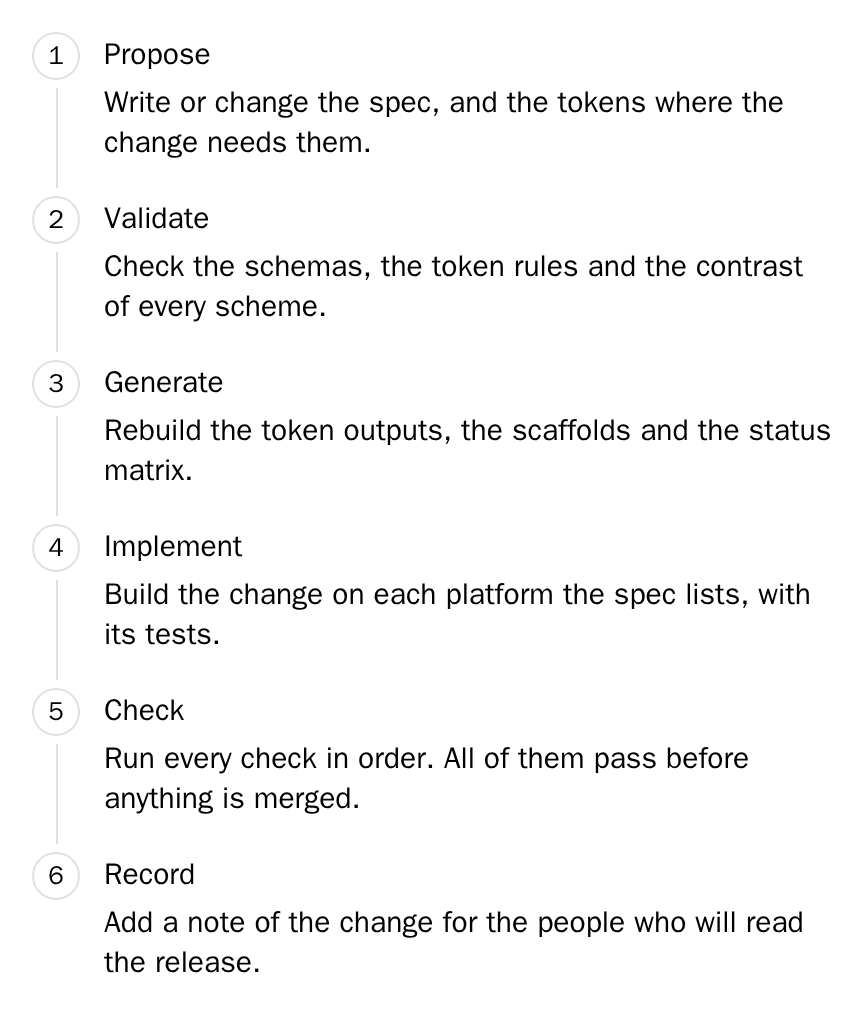 1 Propose
Write or change the spec, and the tokens where the
change needs them.
2 Validate
Check the schemas, the token rules and the contrast
of every scheme.
3 Generate
Rebuild the token outputs, the scaffolds and the status
matrix.
4 Implement
Build the change on each platform the spec lists, with
its tests.
5 Check
Run every check in order. All of them pass before
anything is merged.
6 Record
Add a note of the change for the people who will read
the release.